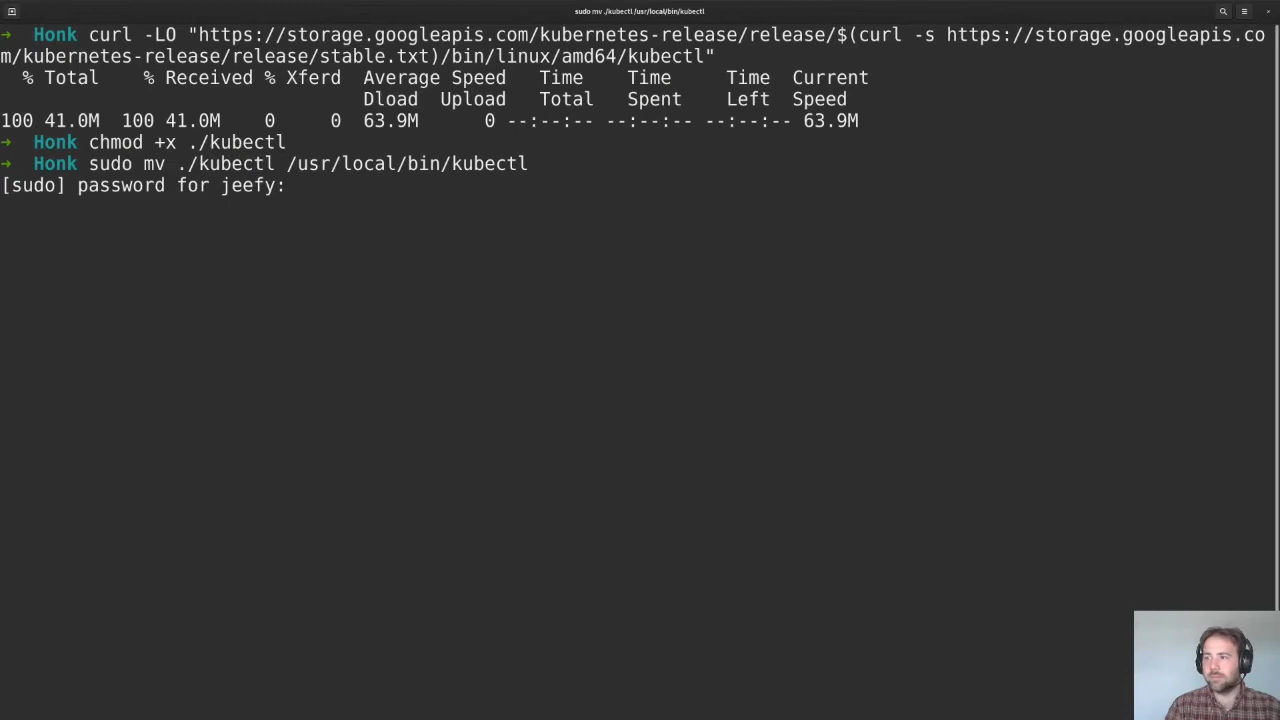 sudo mv ./kubectl /usr/local/bin/kubectl
➜  Honk curl -LO "https://storage.googleapis.com/kubernetes-release/release/$(curl -s https://storage.googleapis.co
m/kubernetes-release/release/stable.txt)/bin/linux/amd64/kubectl"
  % Total    % Received % Xferd  Average Speed   Time    Time     Time  Current
                                 Dload  Upload   Total   Spent    Left  Speed
100 41.0M  100 41.0M    0     0  63.9M      0 --:--:-- --:--:-- --:--:-- 63.9M
➜  Honk chmod +x ./kubectl
➜  Honk sudo mv ./kubectl /usr/local/bin/kubectl
[sudo] password for jeefy: